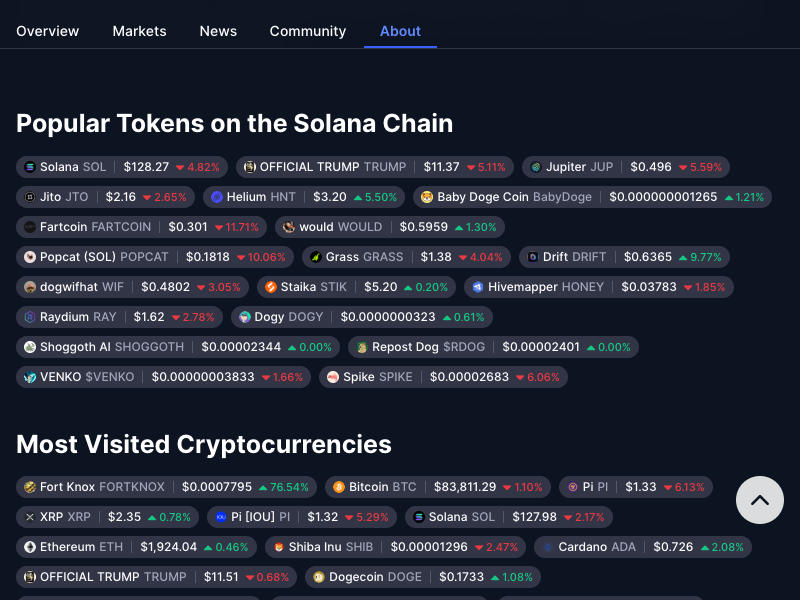 Overview Markets News Community About
Popular Tokens on the Solana Chain
Solana SOL $128.27 4.82% OFFICIAL TRUMP TRUMP $11.37 5.11% Jupiter JUP $0.496 5.59%
Jito JTO $2.16 2.65% Helium HNT $3.20 5.50% Baby Doge Coin BabyDoge $0.000000001265 1.21%
Fartcoin FARTCOIN $0.301 11.71% would WOULD $0.5959 1.30%
Popcat (SOL) POPCAT $0.1818 10.06% Grass GRASS $1.38 4.04% Drift DRIFT $0.6365 9.77%
dogwifhat WIF $0.4802 3.05% Staika STIK $5.20 0.20% Hivemapper HONEY $0.03783 1.85%
Raydium RAY $1.62 2.78% Dogy DOGY $0.0000000323 0.61%
Shoggoth AI SHOGGOTH $0.00002344 0.00% Repost Dog $RDOG $0.00002401 0.00%
VENKO $VENKO $0.00000003833 1.66% Spike SPIKE $0.00002683 6.06%
Most Visited Cryptocurrencies
Fort Knox FORTKNOX $0.0007795 76.54% Bitcoin BTC $83,811.29 1.10% Pi PI $1.33 6.13%
XRP XRP $2.35 0.78% Pi [IOU] PI $1.32 5.29% Solana SOL $127.98 2.17%
Ethereum ETH $1,924.04 0.46% Shiba Inu SHIB $0.00001296 2.47% Cardano ADA $0.726 2.08%
OFFICIAL TRUMP TRUMP $11.51 0.68% Dogecoin DOGE $0.1733 1.08%